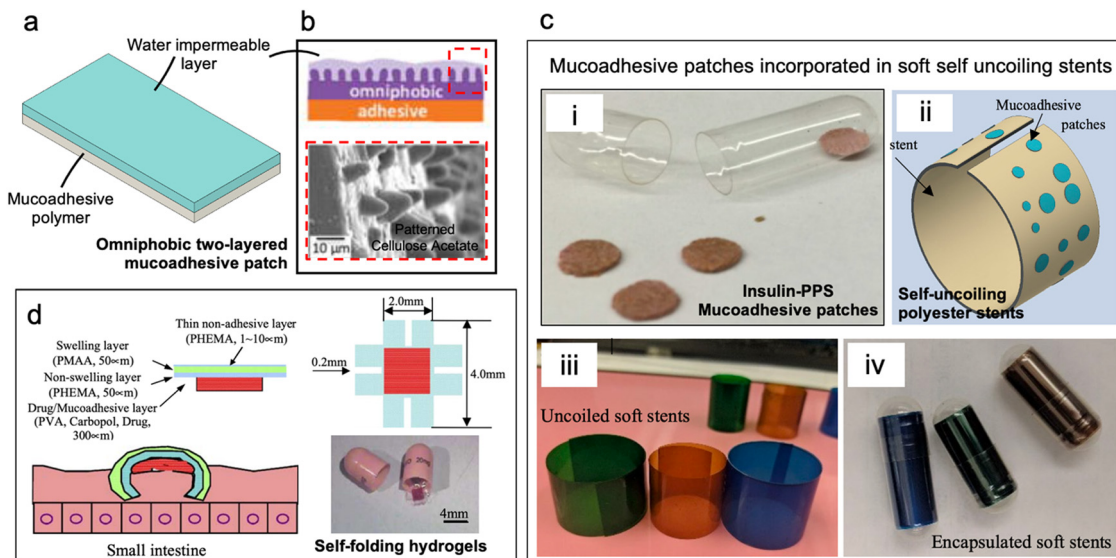 a
Water impermeable
layer
Mucoadhesive
polymer
Omniphobic two-layered
mucoadhesive patch
b
omniphobic
adhesive
10 µm
Patterned
Cellulose Acetate
c
Mucoadhesive patches incorporated in soft self uncoiling stents
i
Insulin-PPS
Mucoadhesive patches
ii
Mucoadhesive
patches
stent
Self-uncoiling
polyester stents
iii
Uncoiled soft stents
iv
Encapsulated soft stents
d
Thin non-adhesive layer
(PHEMA, 1~10∝m)
Swelling layer
(PMAA, 50∝m)
Non-swelling layer
(PHEMA, 50∝m)
Drug/Mucoadhesive layer
(PVA, Carbopol, Drug,
300∝m)
Small intestine
2.0mm
0.2mm
4.0mm
4mm
Self-folding hydrogels